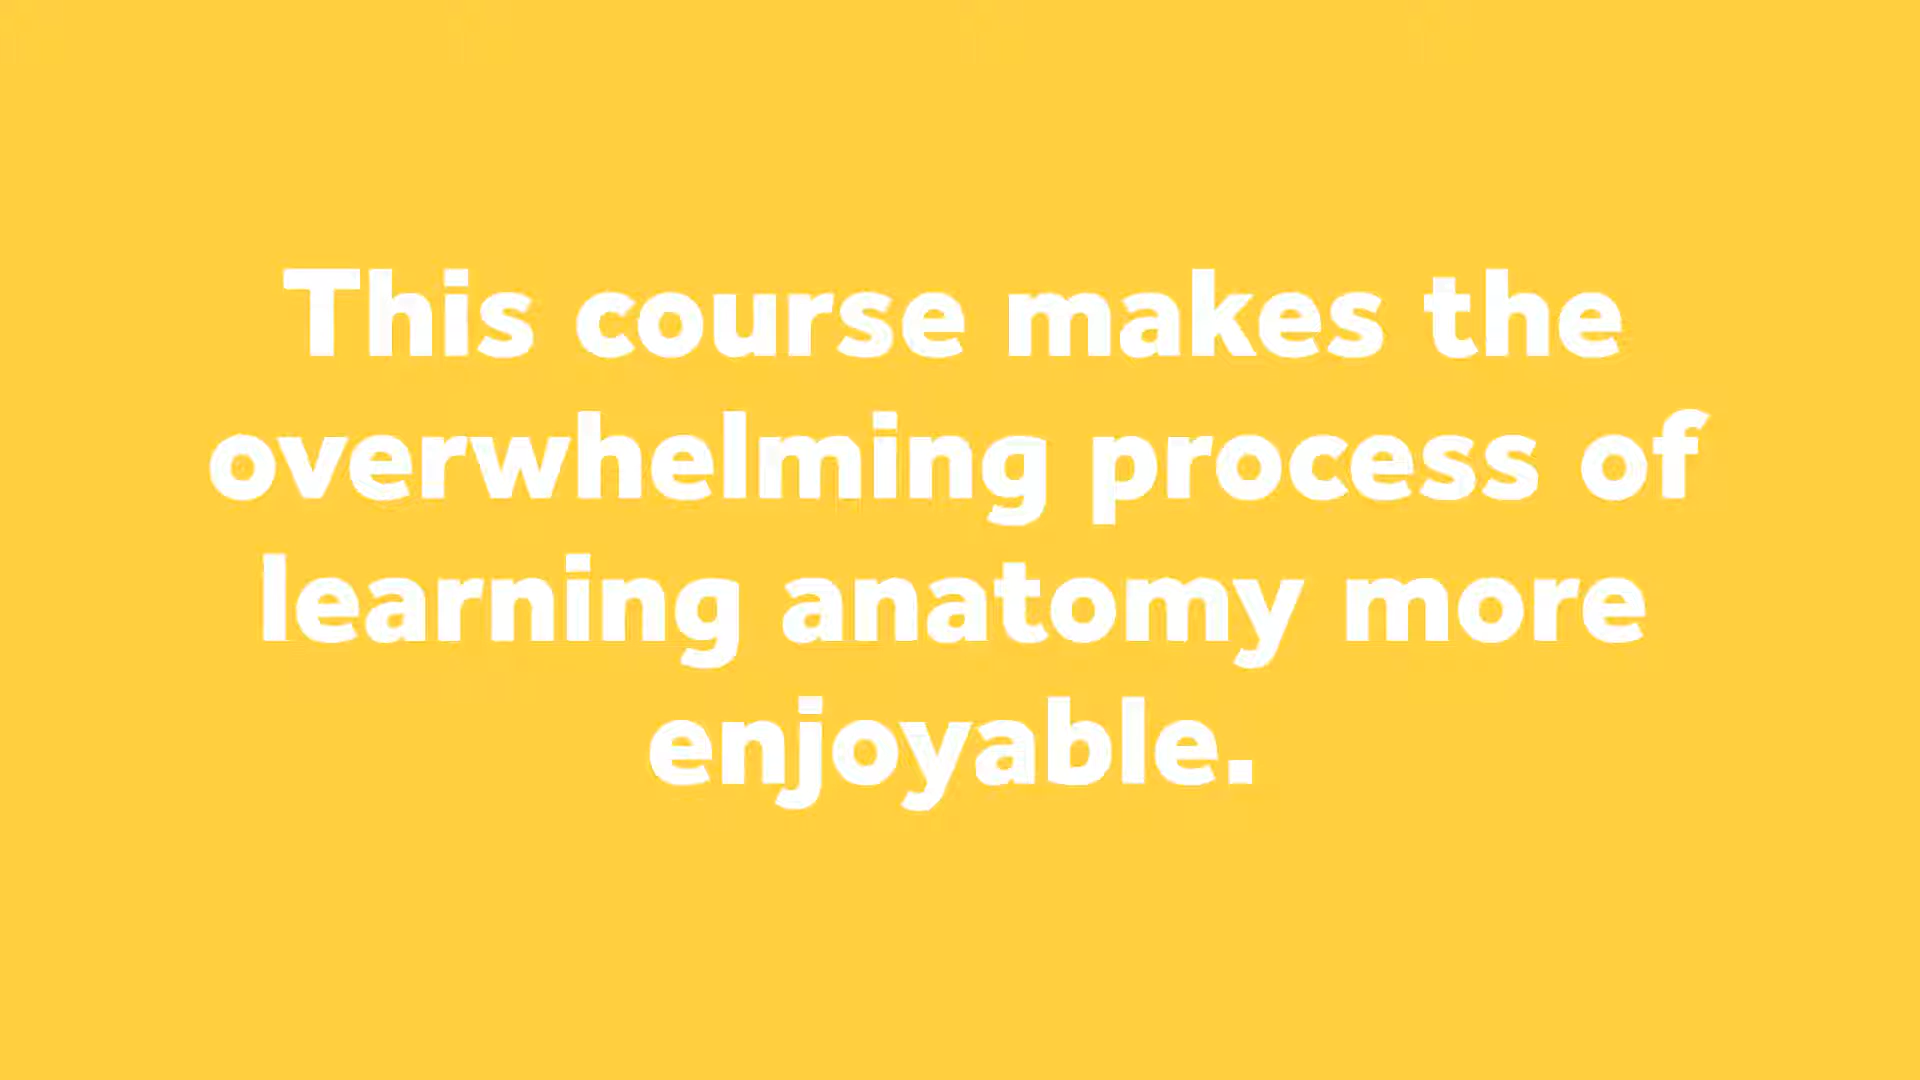 This course makes the
overwhelming process of
learning anatomy more
enjoyable.